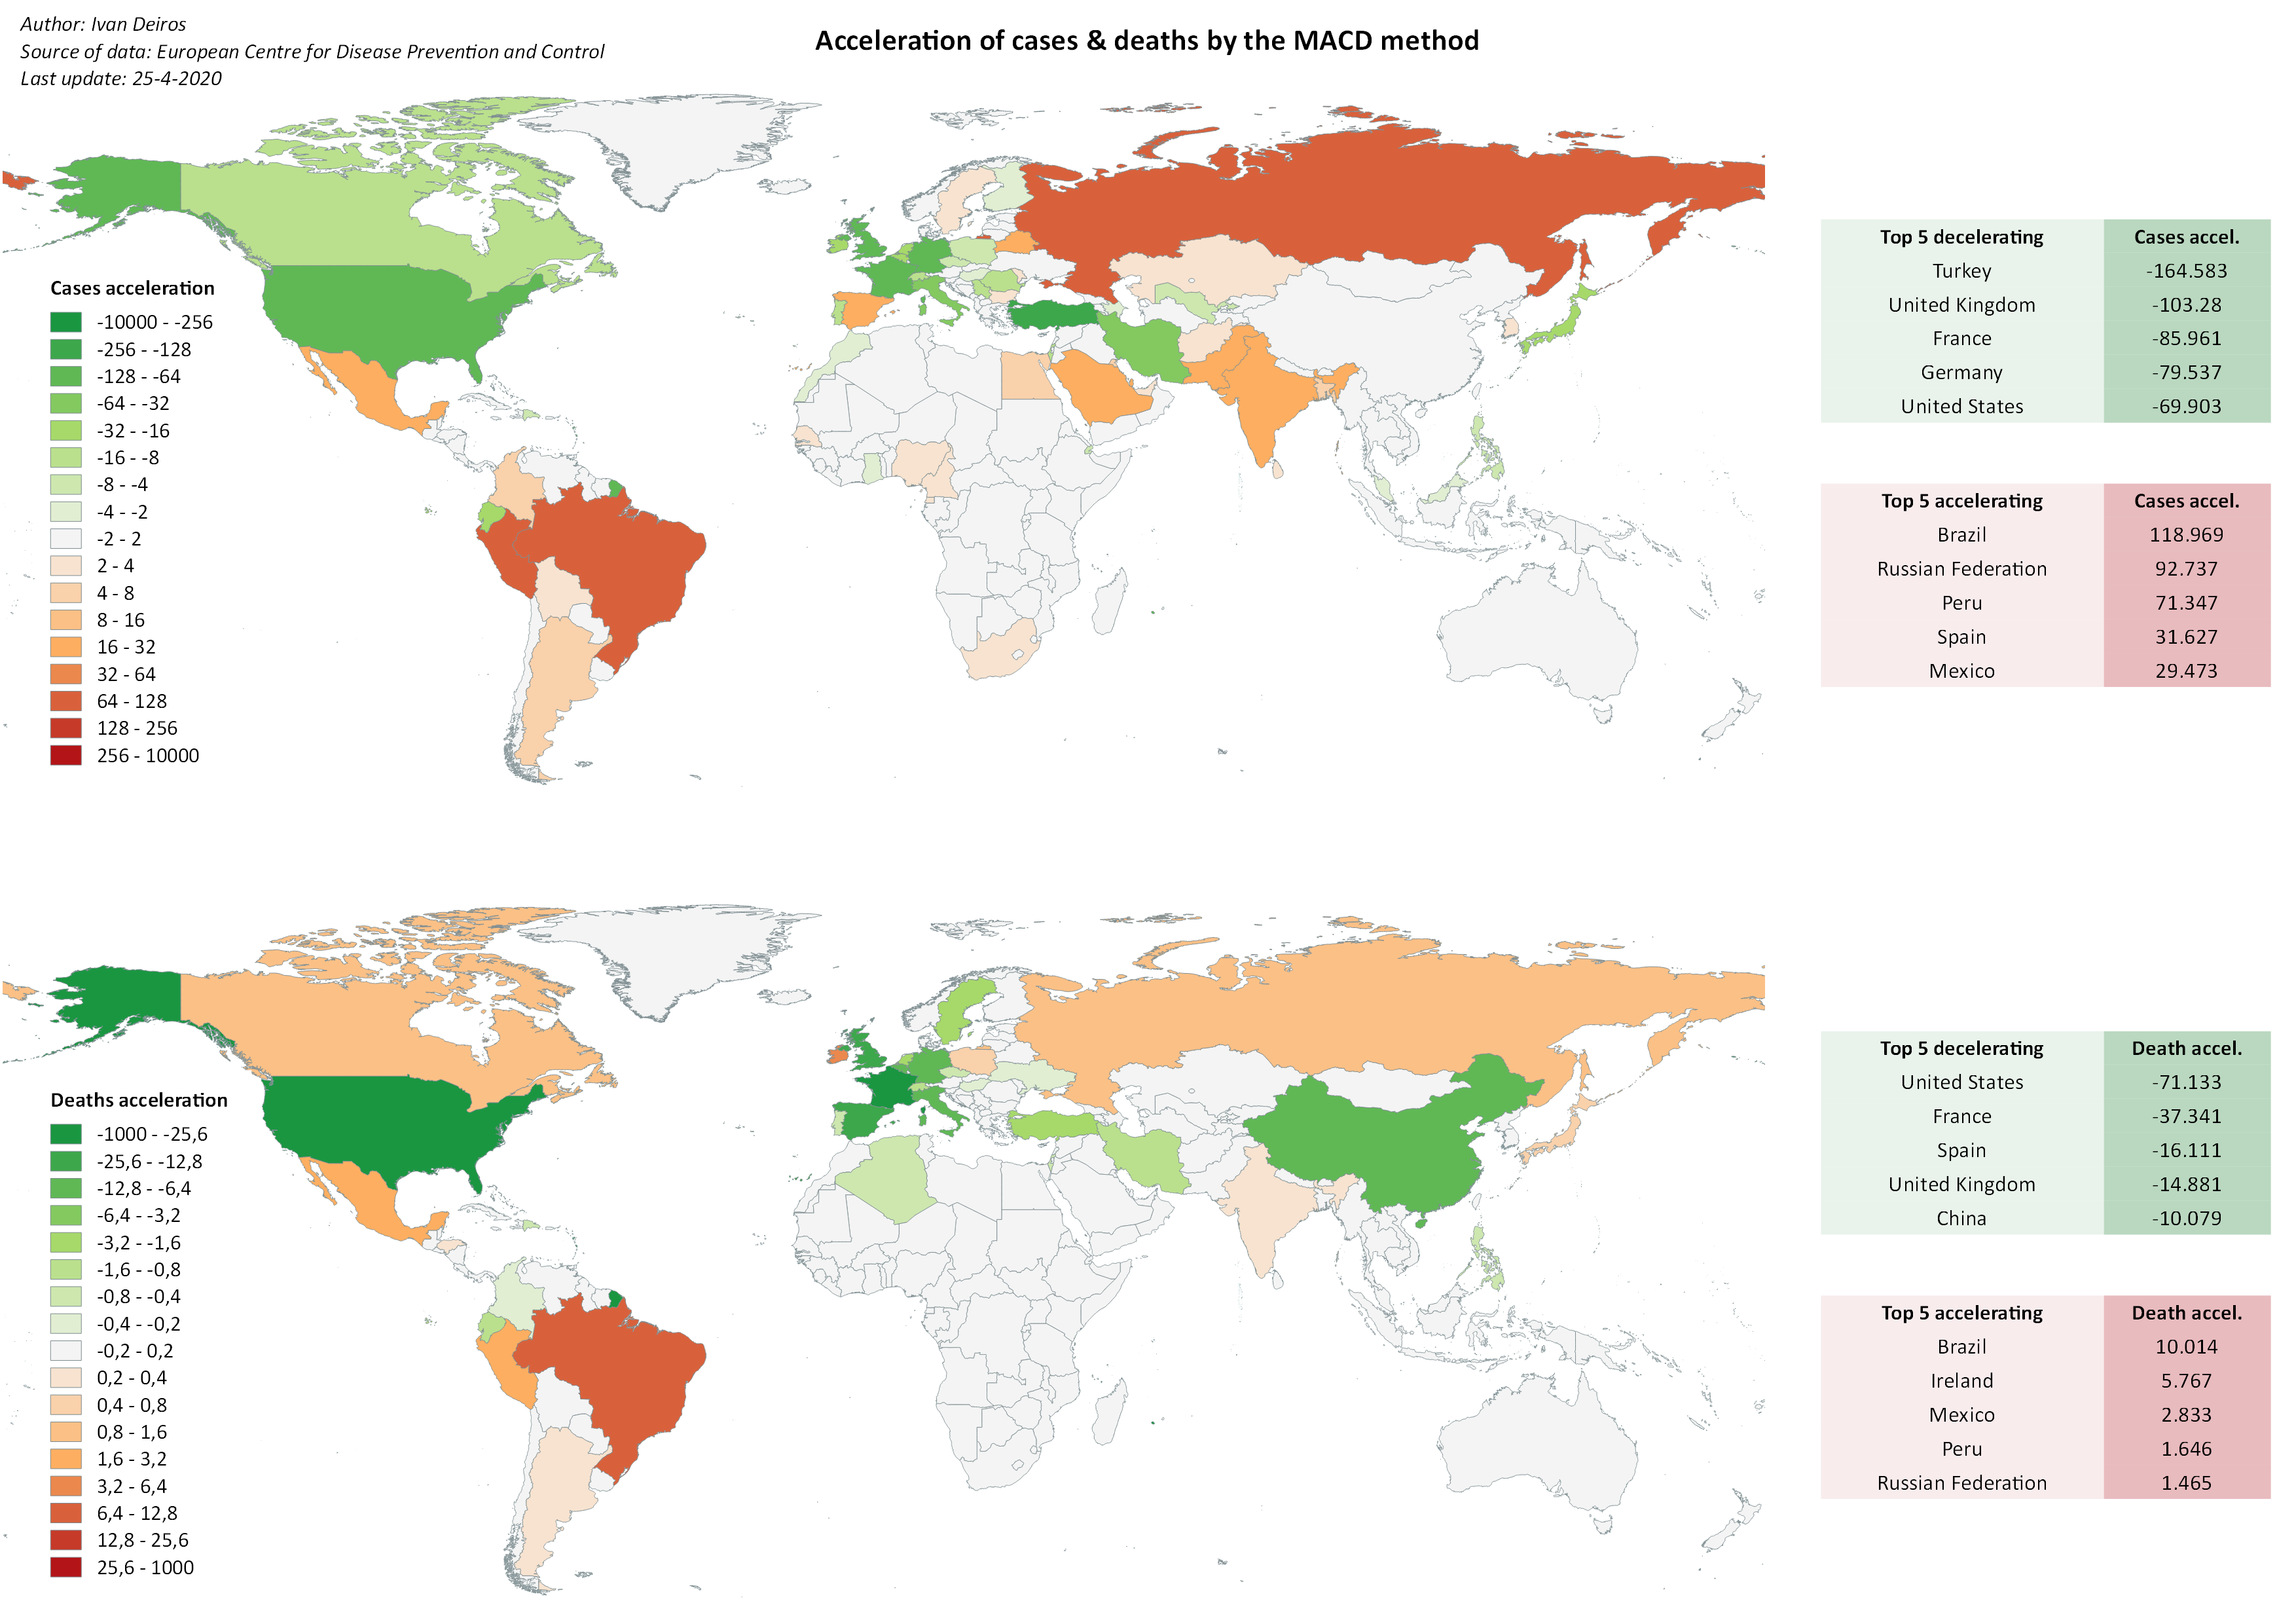 Author: Ivan Deiros
Source of data: European Centre for Disease Prevention and Control
Last update: 25-4-2020
Acceleration of cases & deaths by the MACD method
Cases acceleration
-10000 - -256
-256 - -128
-128 - -64
-64 - -32
-32 - -16
-16 - -8
-8 - -4
-4 - -2
-2 - 2
2 - 4
4 - 8
8 - 16
16 - 32
32 - 64
64 - 128
128 - 256
256 - 10000
Top 5 decelerating Cases accel.
Turkey -164.583
United Kingdom -103.28
France -85.961
Germany -79.537
United States -69.903
Top 5 accelerating Cases accel.
Brazil 118.969
Russian Federation 92.737
Peru 71.347
Spain 31.627
Mexico 29.473
Deaths acceleration
-1000 - -25,6
-25,6 - -12,8
-12,8 - -6,4
-6,4 - -3,2
-3,2 - -1,6
-1,6 - -0,8
-0,8 - -0,4
-0,4 - -0,2
-0,2 - 0,2
0,2 - 0,4
0,4 - 0,8
0,8 - 1,6
1,6 - 3,2
3,2 - 6,4
6,4 - 12,8
12,8 - 25,6
25,6 - 1000
Top 5 decelerating Death accel.
United States -71.133
France -37.341
Spain -16.111
United Kingdom -14.881
China -10.079
Top 5 accelerating Death accel.
Brazil 10.014
Ireland 5.767
Mexico 2.833
Peru 1.646
Russian Federation 1.465